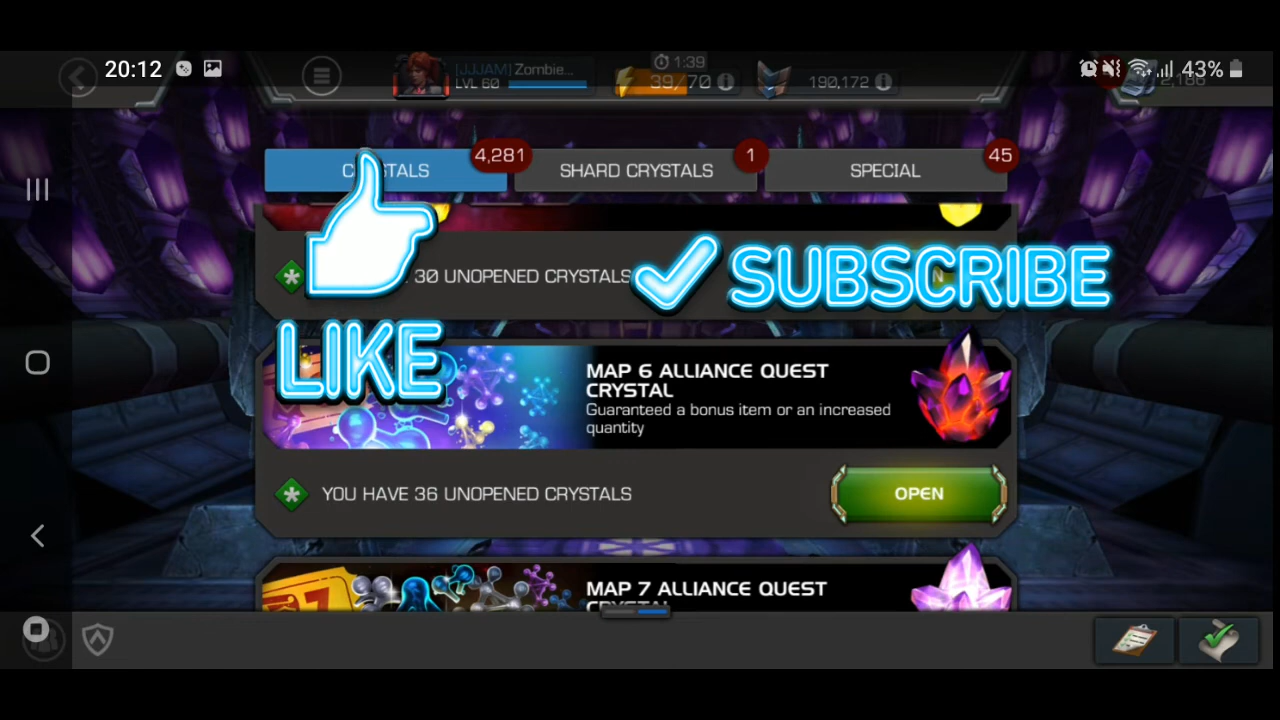 20:12
43%
[JJJAM] Zombie...
LVL 60
1:39
39/70
190,172
4,281
1
45
SHARD CRYSTALS
SPECIAL
30 UNOPENED CRYSTALS
SUBSCRIBE
LIKE
MAP 6 ALLIANCE QUEST
CRYSTAL
Guaranteed a bonus item or an increased
quantity
YOU HAVE 36 UNOPENED CRYSTALS
OPEN
MAP 7 ALLIANCE QUEST